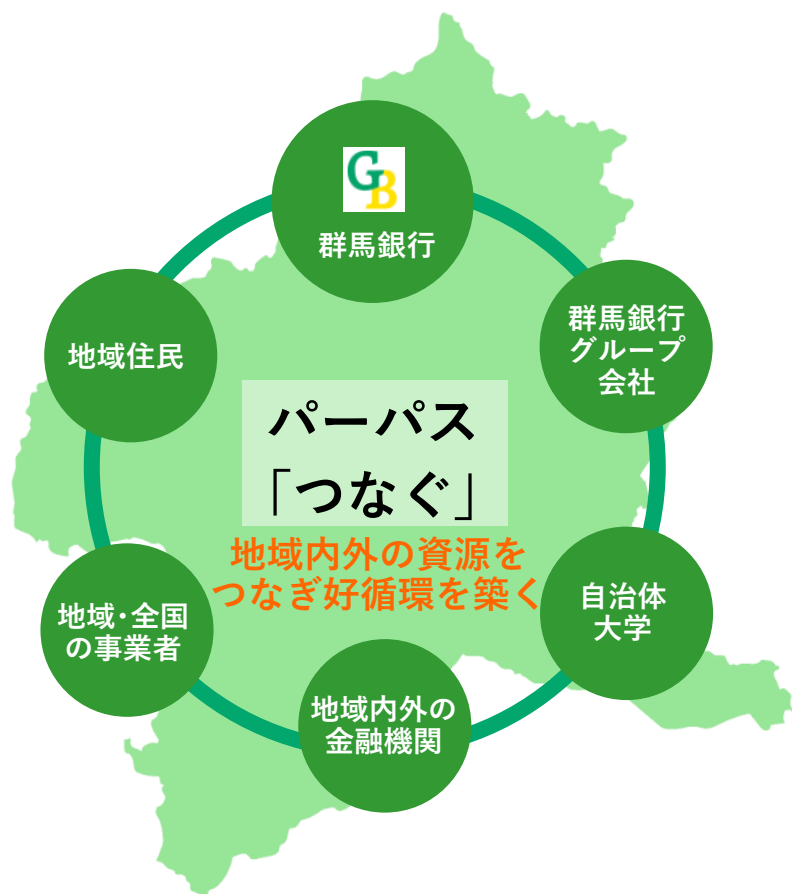 GB
群馬銀行
群馬銀行
グループ
会社
地域住民
パーパス
「つなぐ」
地域内外の資源を
つなぎ好循環を築く
自治体
大学
地域・全国
の事業者
地域内外の
金融機関